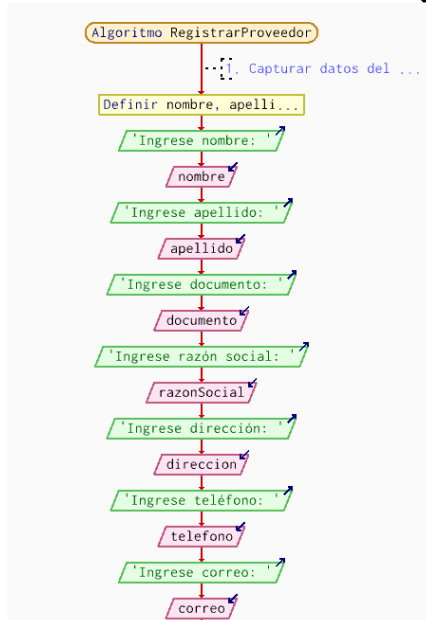 Algoritmo RegistrarProveedor
1. Capturar datos del ...
Definir nombre, apelli...
'Ingrese nombre: '
nombre
'Ingrese apellido: '
apellido
'Ingrese documento: '
documento
'Ingrese razón social: '
razonSocial
'Ingrese dirección: '
direccion
'Ingrese teléfono: '
telefono
'Ingrese correo: '
correo